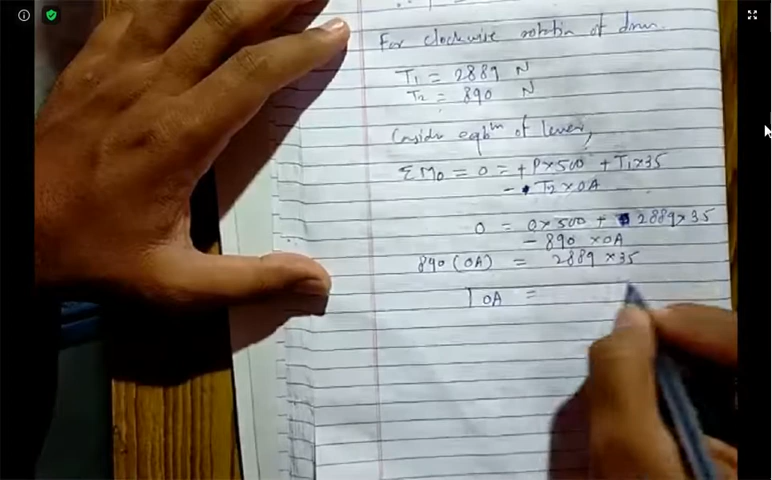 For clockwise rotation of drum
T1 = 2889 N
T2 = 890 N
Consider eqbm of lever,
ΣMo = 0 = +P×500 + T1×35
- T2×OA
0 = 0×500 + 2889×35
- 890 ×OA
890 (OA) = 2889 ×35
OA =